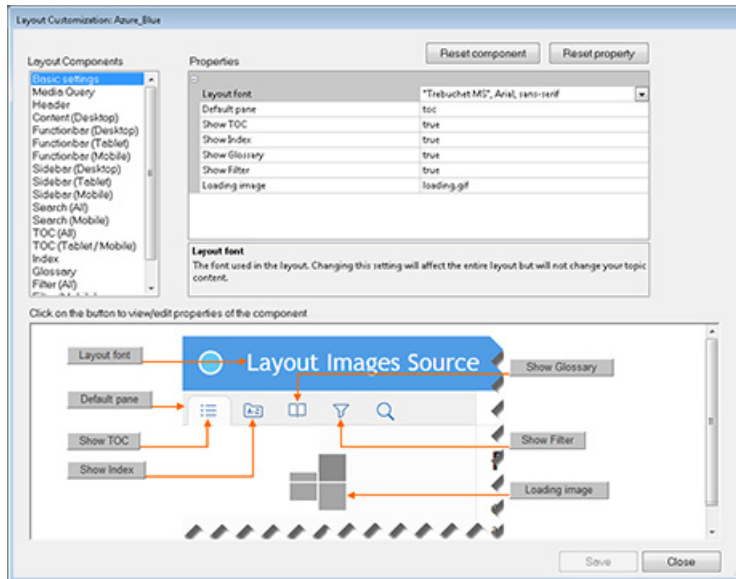 Layout Customization: Azure_Blue
Reset component
Reset property
Layout Components
Properties
Basic settings
Media Query
Header
Content (Desktop)
Functionbar (Desktop)
Functionbar (Tablet)
Functionbar (Mobile)
Sidebar (Desktop)
Sidebar (Tablet)
Sidebar (Mobile)
Search (All)
Search (Mobile)
TOC (All)
TOC (Tablet/Mobile)
Index
Glossary
Filter (All)
Layout font "Trebuchet MS", Arial, sans-serif
Default pane toc
Show TOC true
Show Index true
Show Glossary true
Show Filter true
Loading image loading.gif
Layout font
The font used in the layout. Changing this setting will affect the entire layout but will not change your topic
content.
Click on the button to view/edit properties of the component
Layout font
Layout Images Source
Show Glossary
Default pane
A-Z
Show TOC
Show Filter
Show Index
Loading image
Save
Close